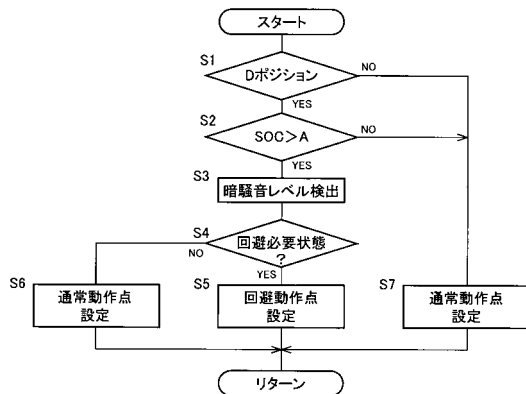 スタート
S1
Dポジション
NO
YES
S2
SOC>A
NO
YES
S3
暗騒音レベル検出
S4
回避必要状態
?
NO
YES
S6
通常動作点
設定
S5
回避動作点
設定
S7
通常動作点
設定
リターン